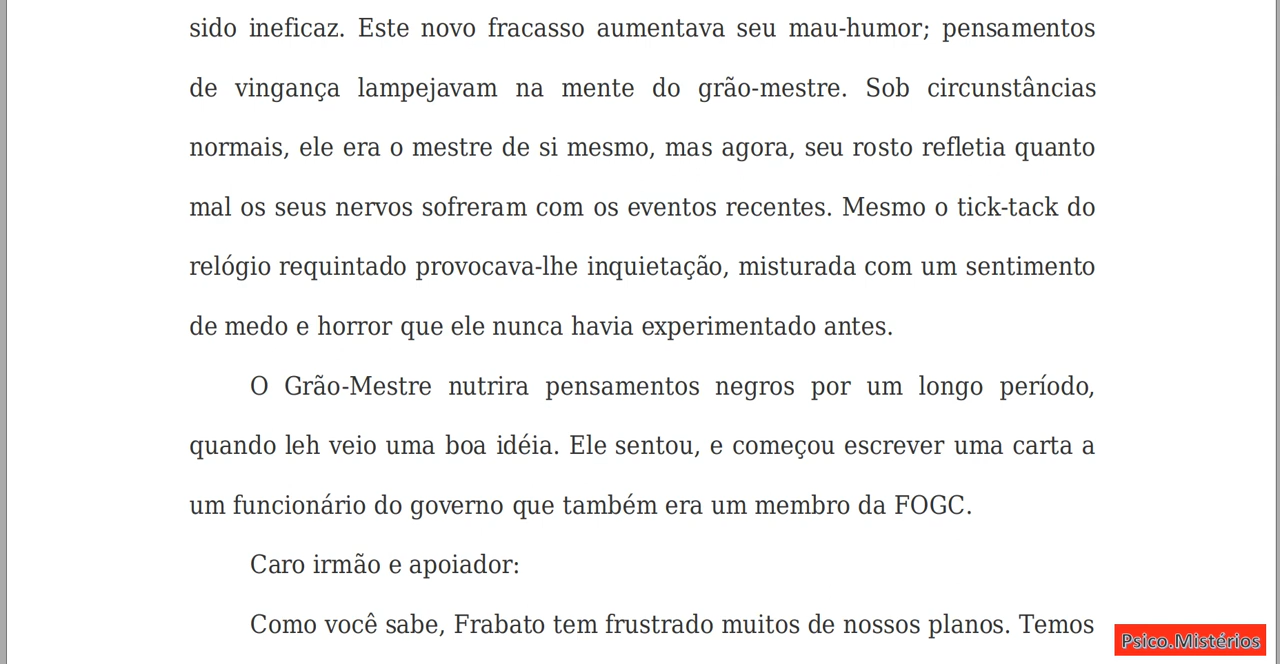 sido ineficaz. Este novo fracasso aumentava seu mau-humor; pensamentos
de vingança lampejavam na mente do grão-mestre. Sob circunstâncias
normais, ele era o mestre de si mesmo, mas agora, seu rosto refletia quanto
mal os seus nervos sofreram com os eventos recentes. Mesmo o tick-tack do
relógio requintado provocava-lhe inquietação, misturada com um sentimento
de medo e horror que ele nunca havia experimentado antes.
O Grão-Mestre nutrira pensamentos negros por um longo período,
quando leh veio uma boa idéia. Ele sentou, e começou escrever uma carta a
um funcionário do governo que também era um membro da FOGC.
Caro irmão e apoiador:
Como você sabe, Frabato tem frustrado muitos de nossos planos. Temos
Psico.Mistérios